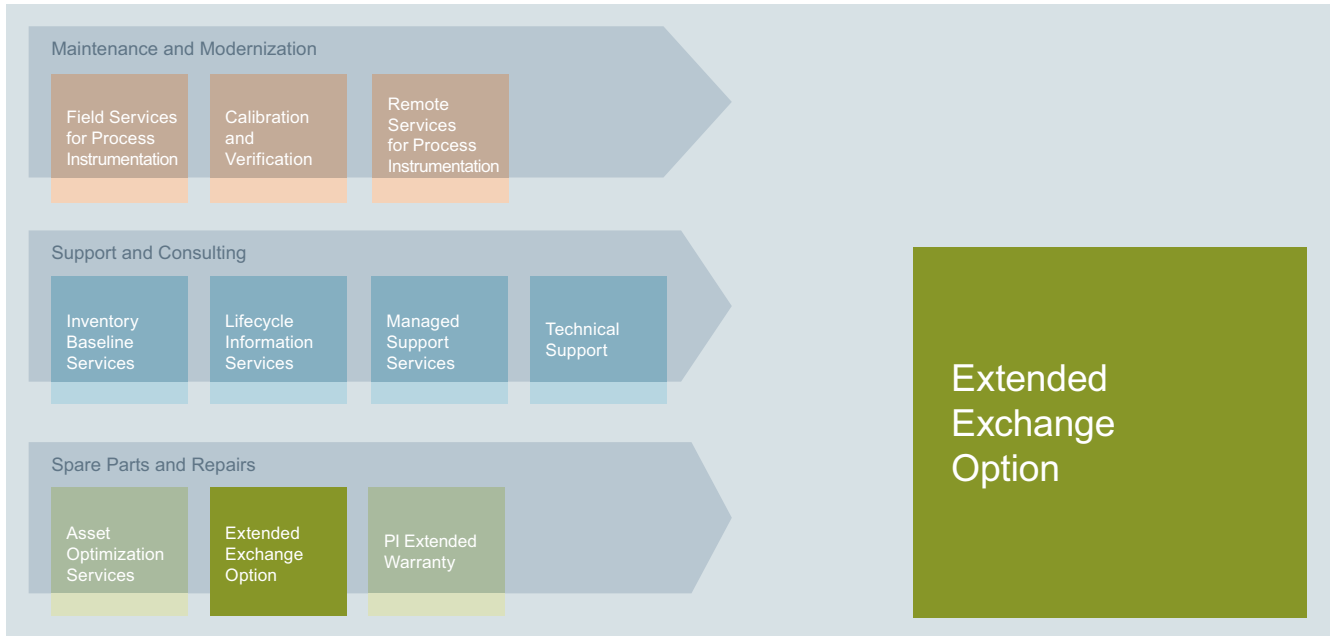 Maintenance and Modernization
Field Services
for Process
Instrumentation
Calibration
and
Verification
Remote
Services
for Process
Instrumentation
Support and Consulting
Inventory
Baseline
Services
Lifecycle
Information
Services
Managed
Support
Services
Technical
Support
Spare Parts and Repairs
Asset
Optimization
Services
Extended
Exchange
Option
PI Extended
Warranty
Extended
Exchange
Option